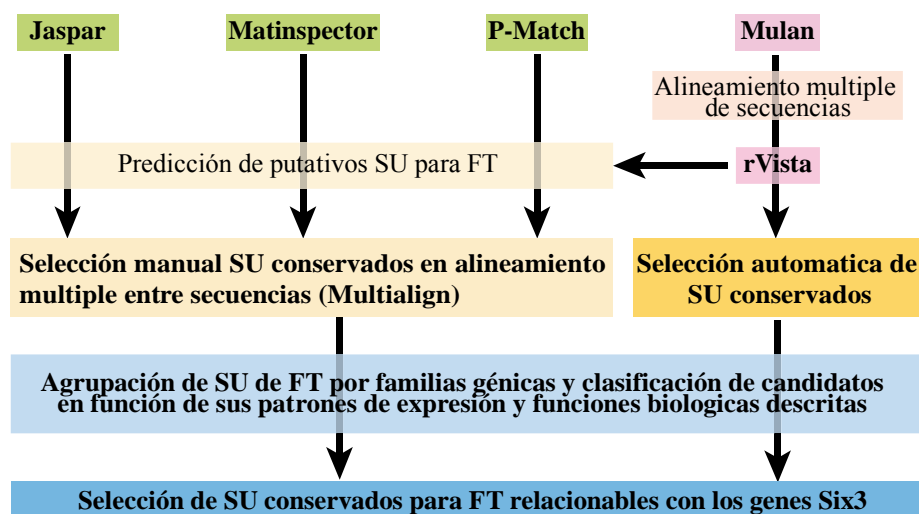 Jaspar
Matinspector
P-Match
Mulan
Alineamiento multiple
de secuencias
Predicción de putativos SU para FT
rVista
Selección manual SU conservados en alineamiento
multiple entre secuencias (Multialign)
Selección automatica de
SU conservados
Agrupación de SU de FT por familias génicas y clasificación de candidatos
en función de sus patrones de expresión y funciones biologicas descritas
Selección de SU conservados para FT relacionables con los genes Six3